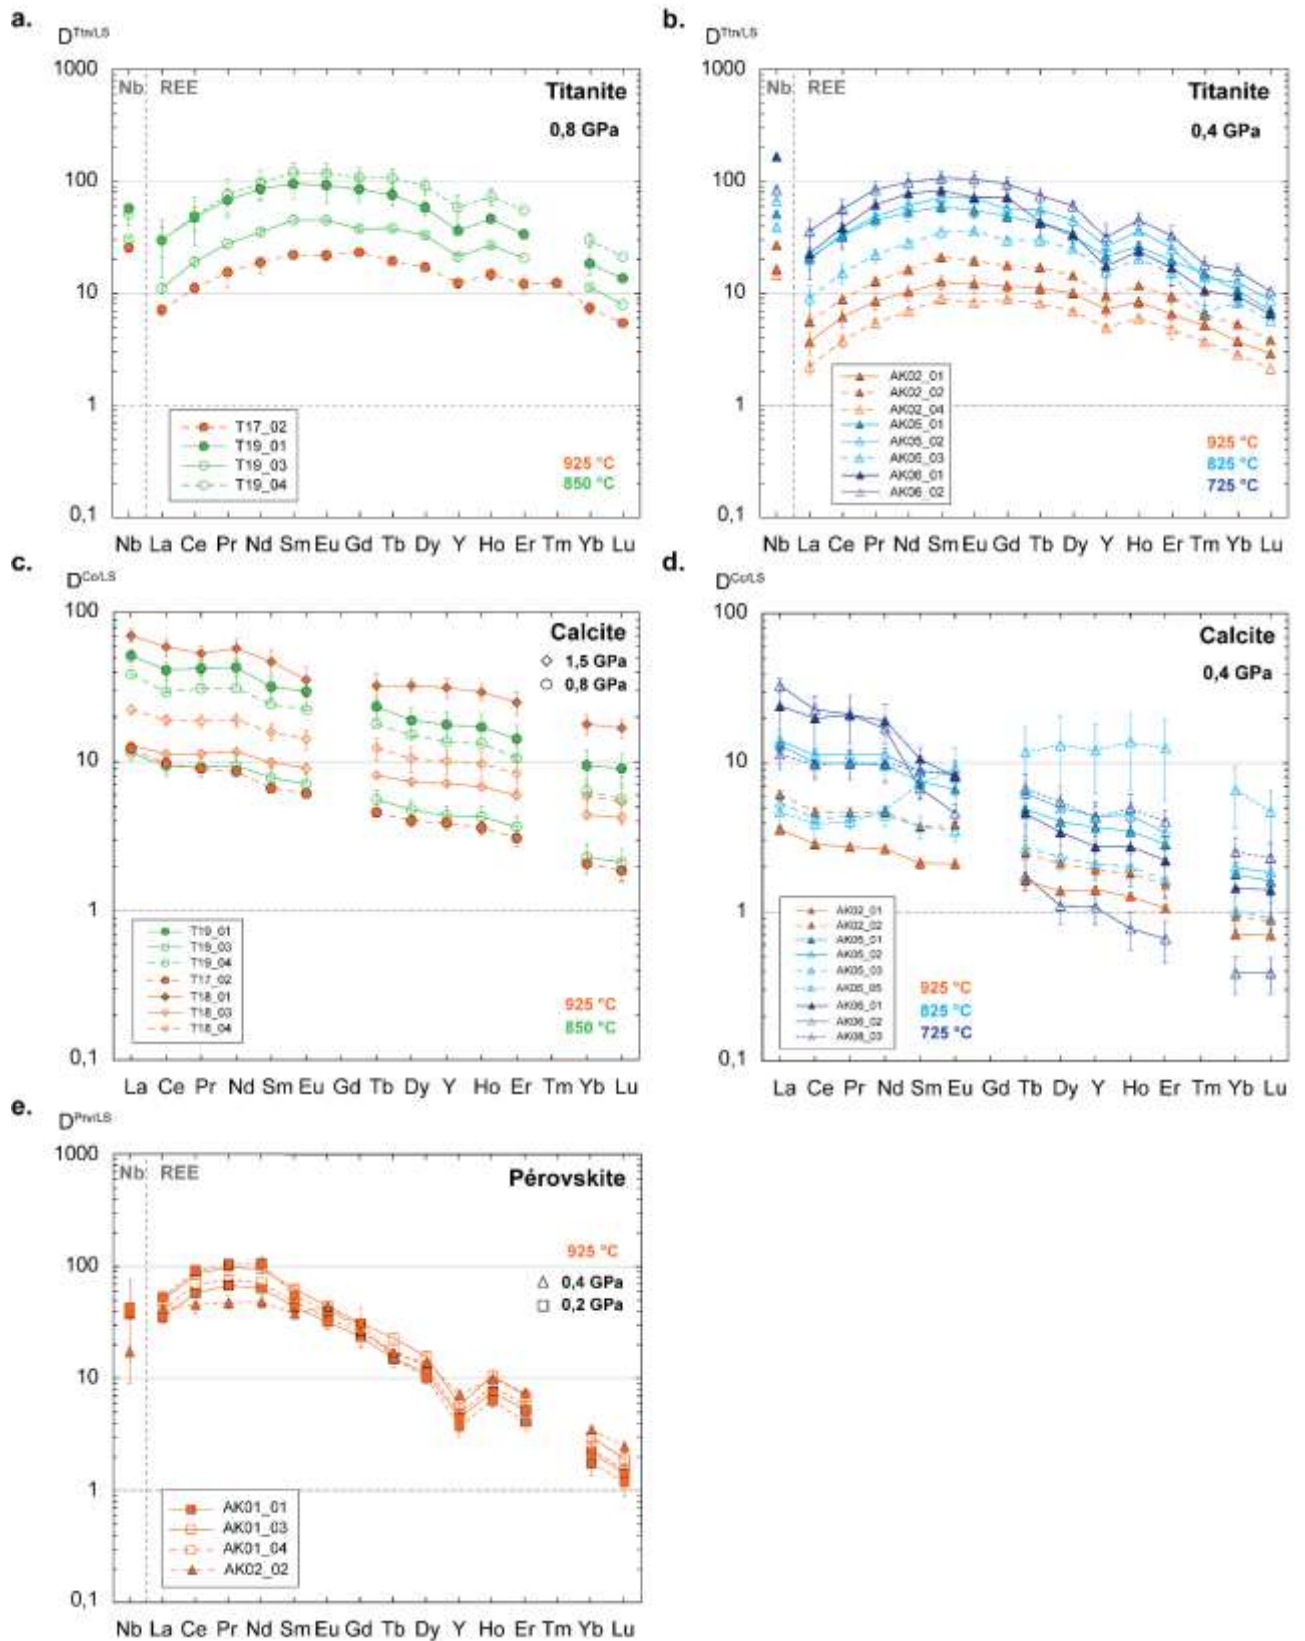 a.
D^Ttn/LS
1000
Nb REE
Titanite
0,8 GPa
100
10
T17_02
T19_01
T19_03
T19_04
1
925 °C
850 °C
0,1
Nb La Ce Pr Nd Sm Eu Gd Tb Dy Y Ho Er Tm Yb Lu
b.
D^Ttn/LS
1000
Nb REE
Titanite
0,4 GPa
100
10
AK02_01
AK02_02
AK02_04
AK05_01
AK05_02
AK05_03
AK06_01
AK06_02
1
925 °C
825 °C
725 °C
0,1
Nb La Ce Pr Nd Sm Eu Gd Tb Dy Y Ho Er Tm Yb Lu
c.
D^Cc/LS
100
Calcite
1,5 GPa
0,8 GPa
10
1
T19_01
T19_03
T19_04
T17_02
T18_01
T18_03
T18_04
925 °C
850 °C
0,1
La Ce Pr Nd Sm Eu Gd Tb Dy Y Ho Er Tm Yb Lu
d.
D^Cc/LS
100
Calcite
0,4 GPa
10
1
AK02_01
AK02_02
AK05_01
AK05_02
AK05_03
AK05_05
AK06_01
AK06_02
AK06_03
925 °C
825 °C
725 °C
0,1
La Ce Pr Nd Sm Eu Gd Tb Dy Y Ho Er Tm Yb Lu
e.
D^Prv/LS
1000
Nb REE
Pérovskite
925 °C
100
0,4 GPa
0,2 GPa
10
1
AK01_01
AK01_03
AK01_04
AK02_02
0,1
Nb La Ce Pr Nd Sm Eu Gd Tb Dy Y Ho Er Tm Yb Lu